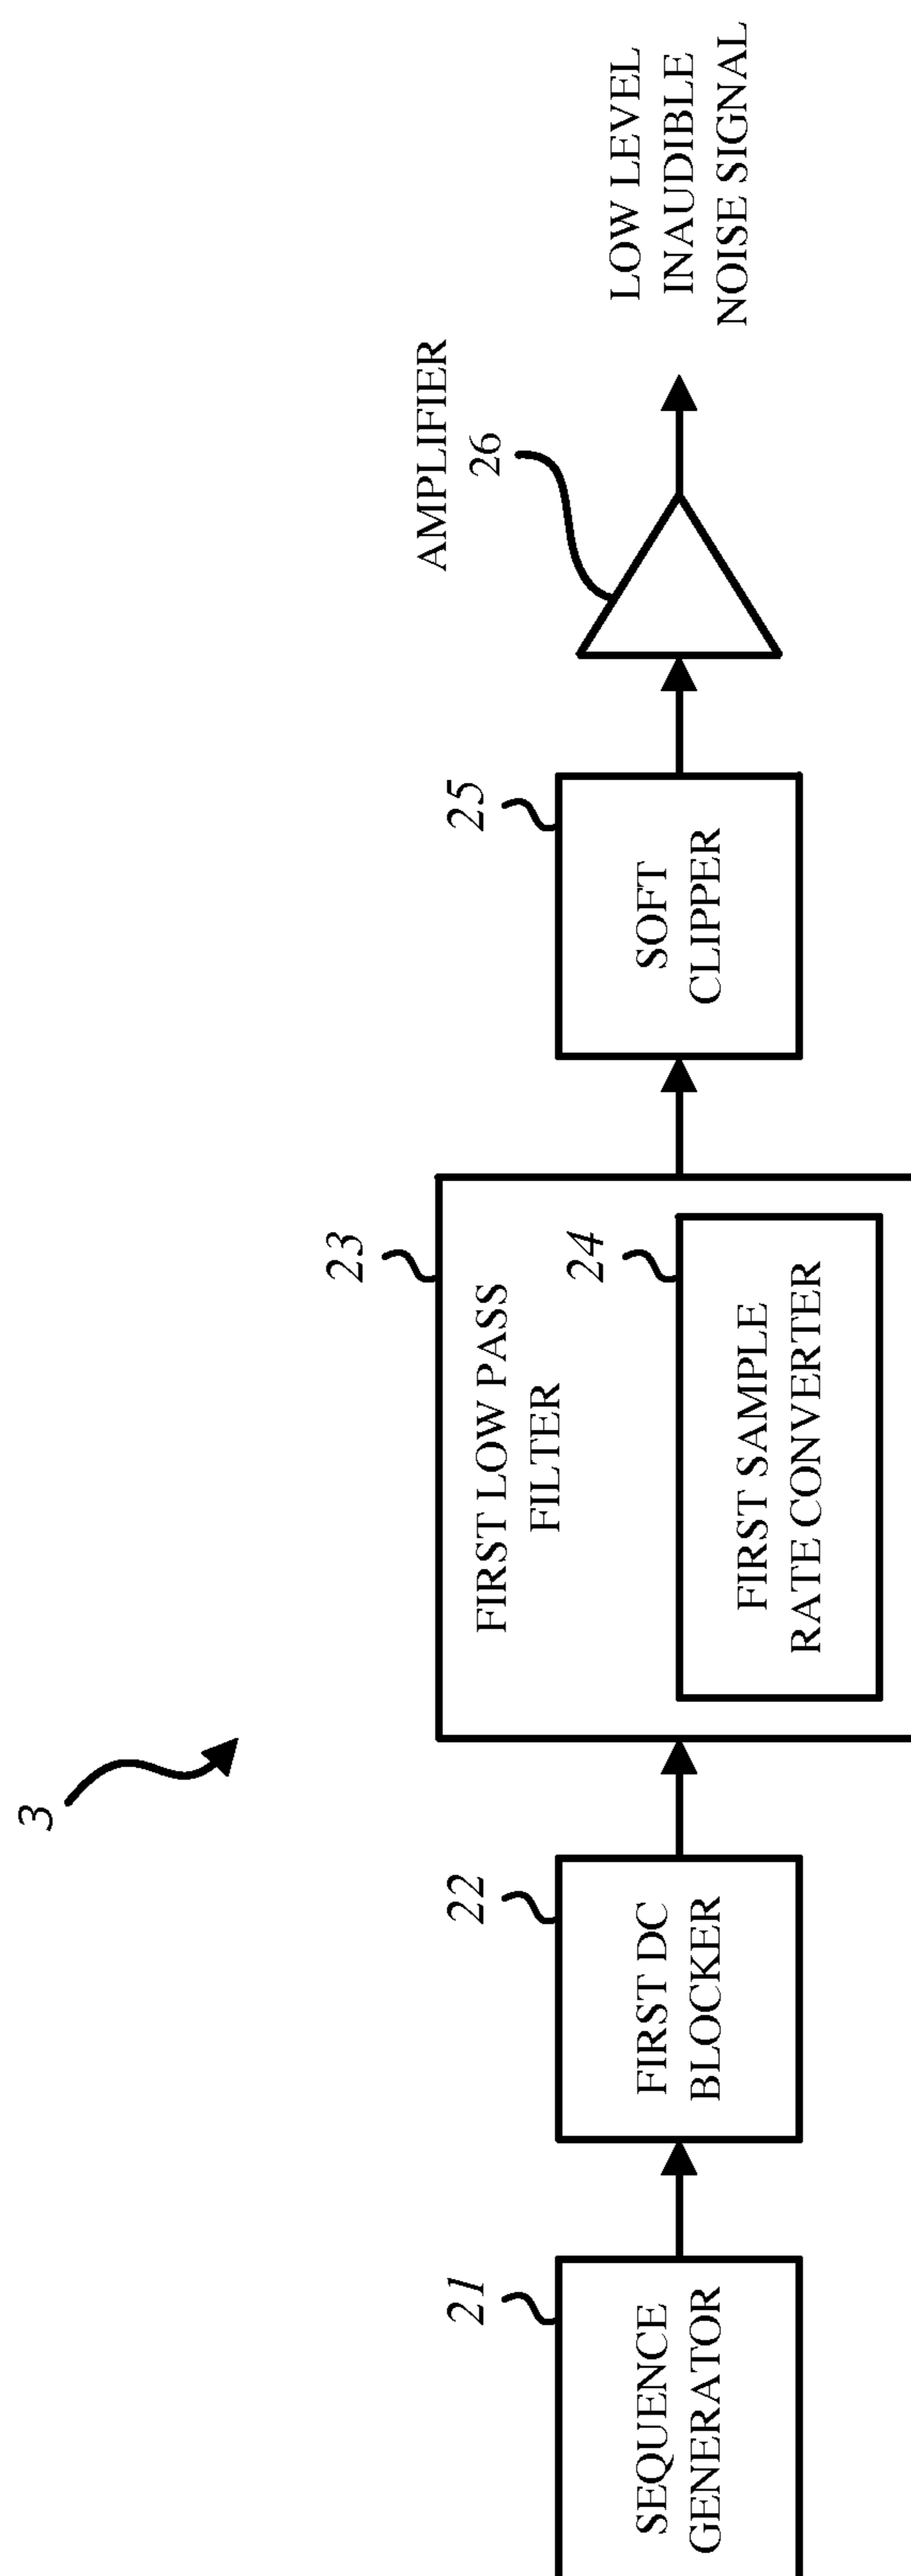 3
21
SEQUENCE
GENERATOR
22
FIRST DC
BLOCKER
23
FIRST LOW PASS
FILTER
24
FIRST SAMPLE
RATE CONVERTER
25
SOFT
CLIPPER
AMPLIFIER
26
LOW LEVEL
INAUDIBLE
NOISE SIGNAL